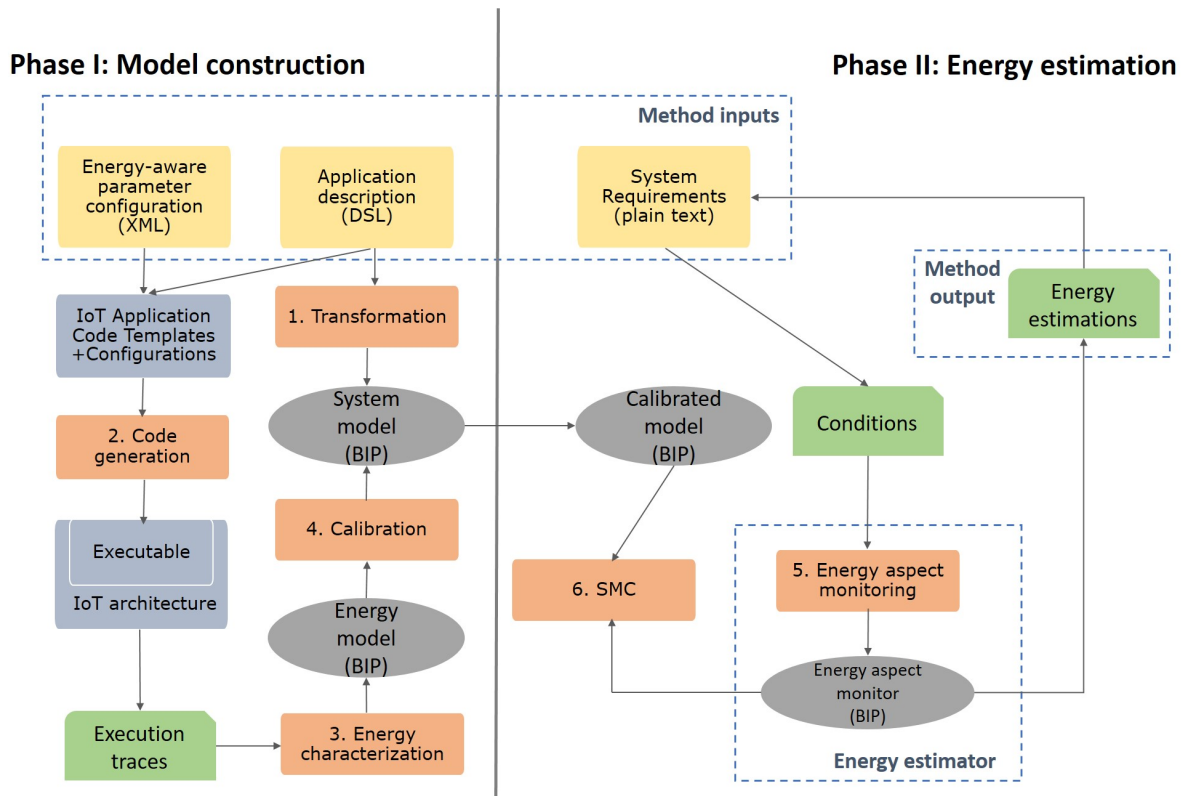 Phase I: Model construction
Phase II: Energy estimation
Method inputs
Energy-aware
parameter
configuration
(XML)
Application
description
(DSL)
System
Requirements
(plain text)
Method
output
Energy
estimations
IoT Application
Code Templates
+Configurations
1. Transformation
System
model
(BIP)
Calibrated
model
(BIP)
Conditions
2. Code
generation
4. Calibration
Executable
IoT architecture
Energy
model
(BIP)
6. SMC
5. Energy aspect
monitoring
Energy aspect
monitor
(BIP)
Execution
traces
3. Energy
characterization
Energy estimator